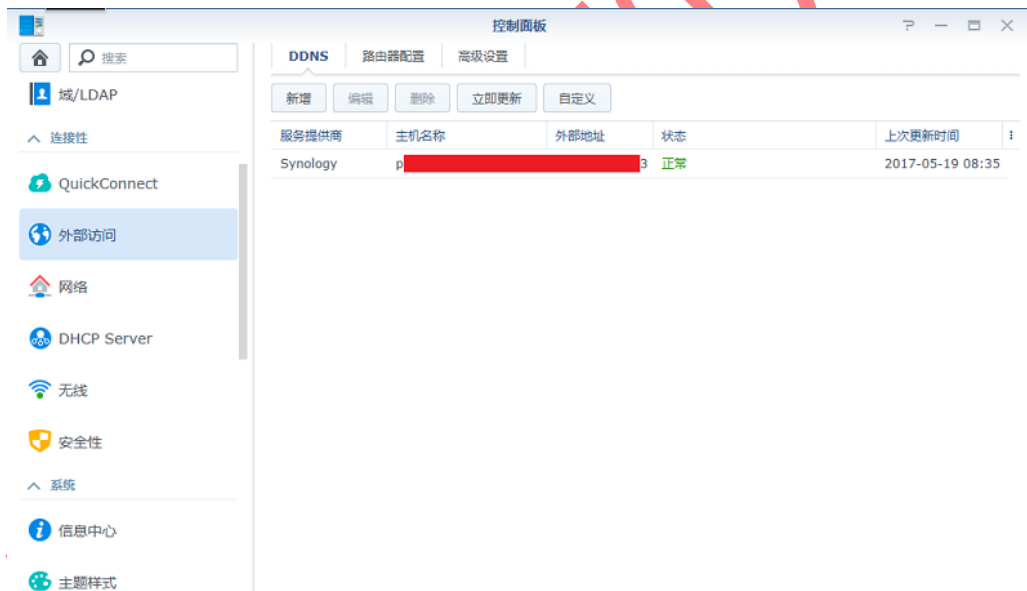 控制面板
搜索
域/LDAP
连接性
QuickConnect
外部访问
网络
DHCP Server
无线
安全性
系统
信息中心
主题样式
DDNS 路由器配置 高级设置
新增 编辑 删除 立即更新 自定义
服务提供商 主机名称 外部地址 状态 上次更新时间
Synology p 3 正常 2017-05-19 08:35